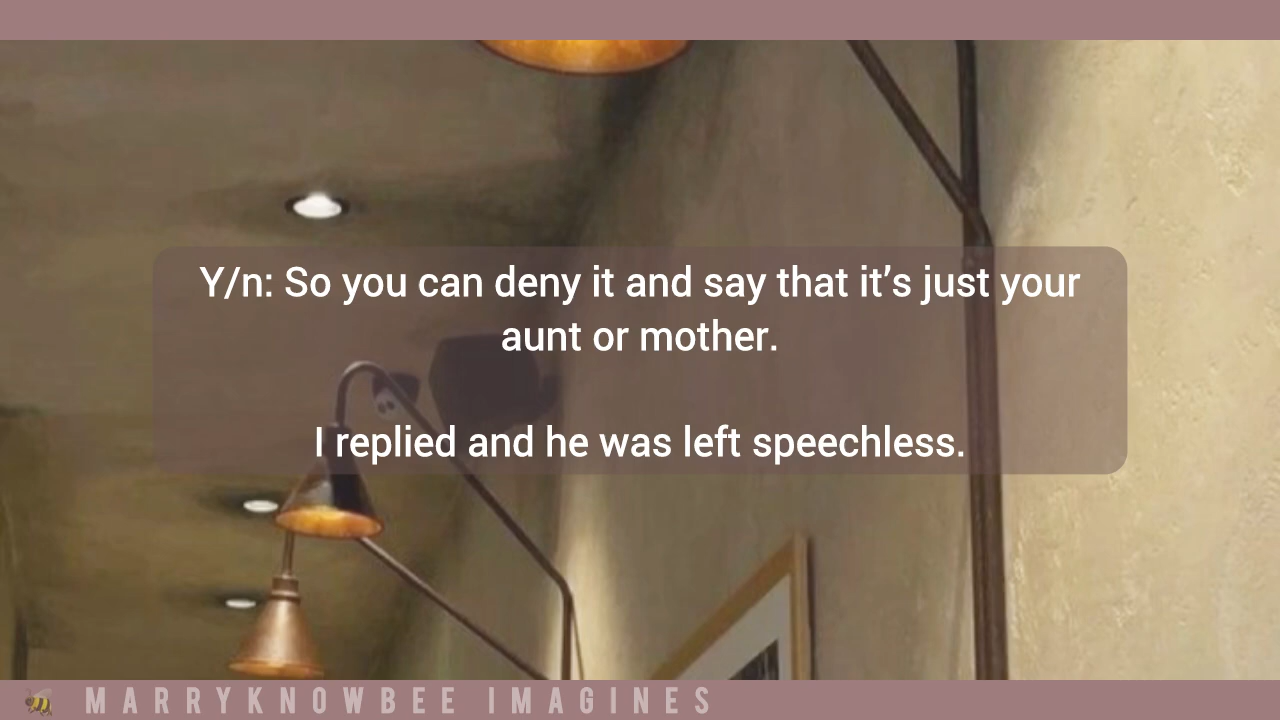 Y/n: So you can deny it and say that it's just your
aunt or mother.
I replied and he was left speechless.
MARRYKNOWBEE IMAGINES